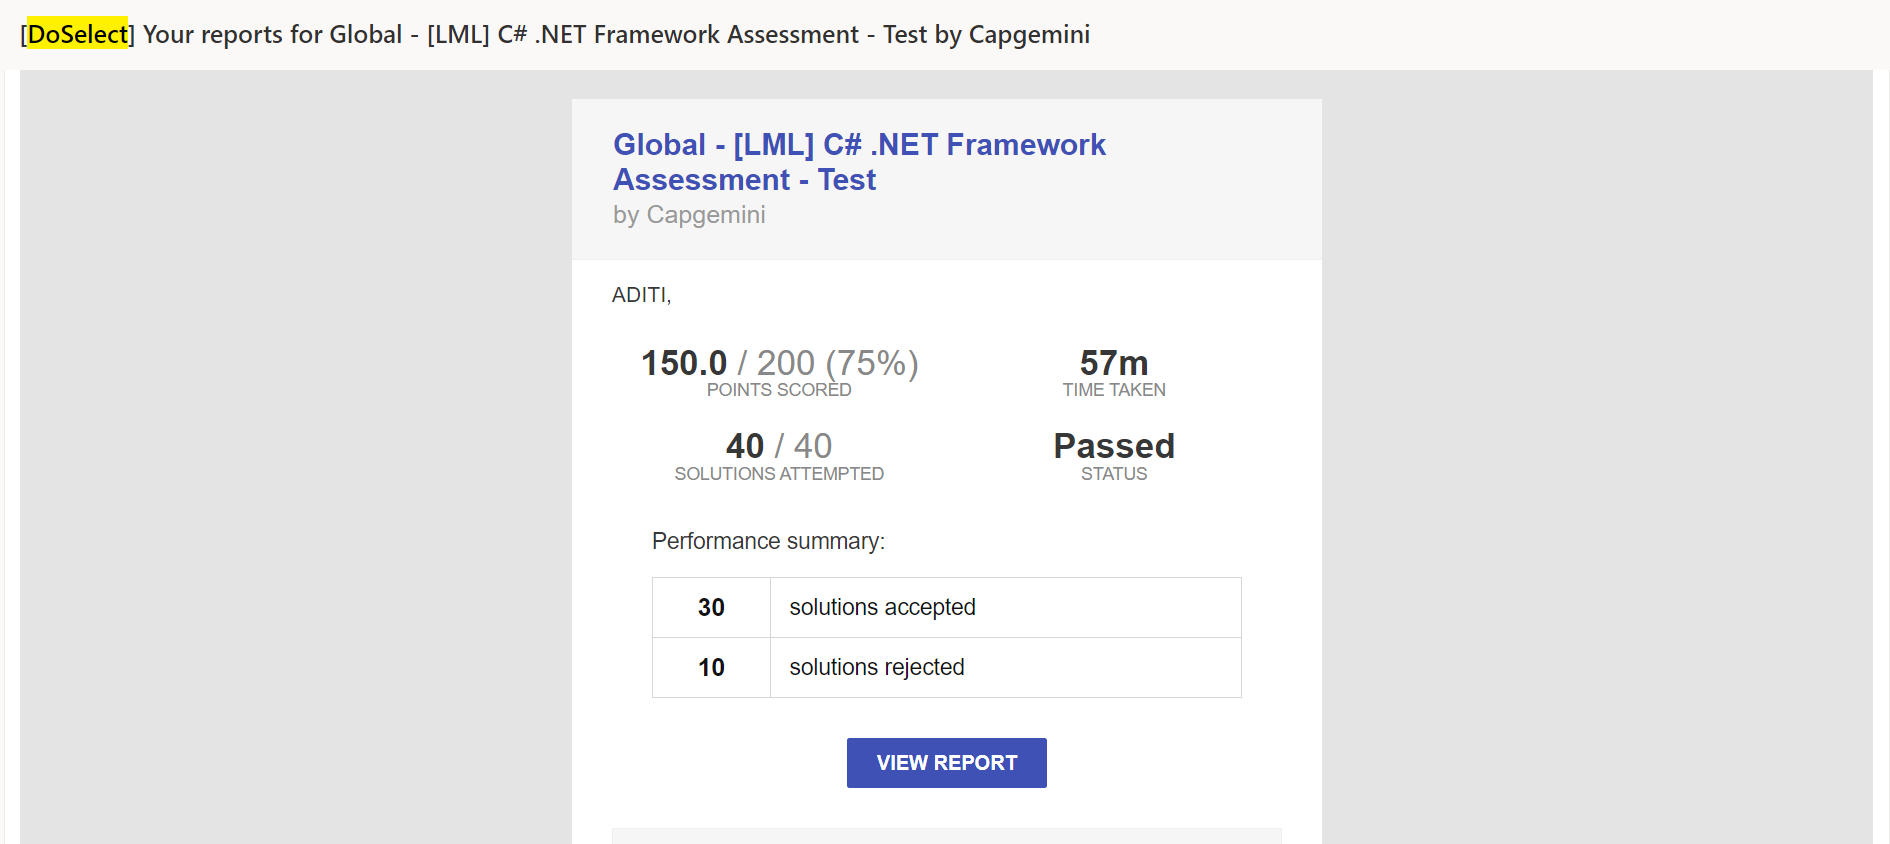 [DoSelect] Your reports for Global - [LML] C# .NET Framework Assessment - Test by Capgemini
Global - [LML] C# .NET Framework
Assessment - Test
by Capgemini
ADITI,
150.0 / 200 (75%)
POINTS SCORED
57m
TIME TAKEN
40 / 40
SOLUTIONS ATTEMPTED
Passed
STATUS
Performance summary:
30 solutions accepted
10 solutions rejected
VIEW REPORT